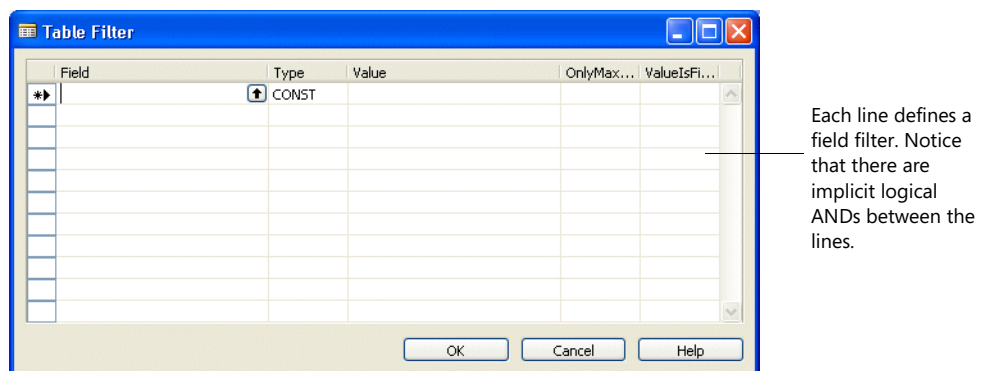 Table Filter
Field Type Value OnlyMax... ValueIsFi...
CONST
OK Cancel Help
Each line defines a
field filter. Notice
that there are
implicit logical
ANDs between the
lines.